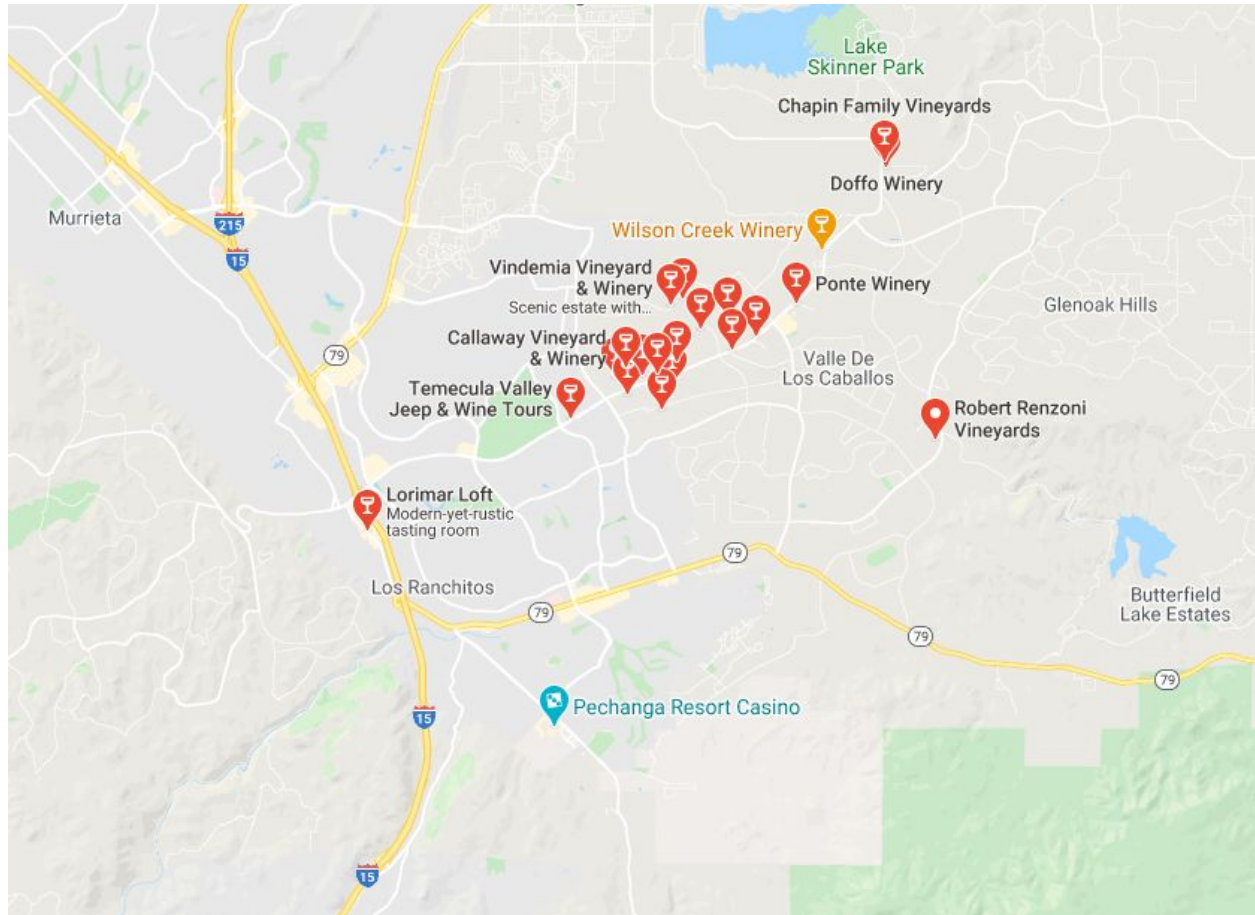 Lake
Skinner Park
Chapin Family Vineyards
Doffo Winery
Murrieta
215
15
Wilson Creek Winery
Vindemia Vineyard
& Winery
Scenic estate with...
Ponte Winery
Glenoak Hills
79
Callaway Vineyard
& Winery
Valle De
Los Caballos
Temecula Valley
Jeep & Wine Tours
Robert Renzoni
Vineyards
Lorimar Loft
Modern-yet-rustic
tasting room
79
Los Ranchitos
79
Butterfield
Lake Estates
79
79
Pechanga Resort Casino
15
15